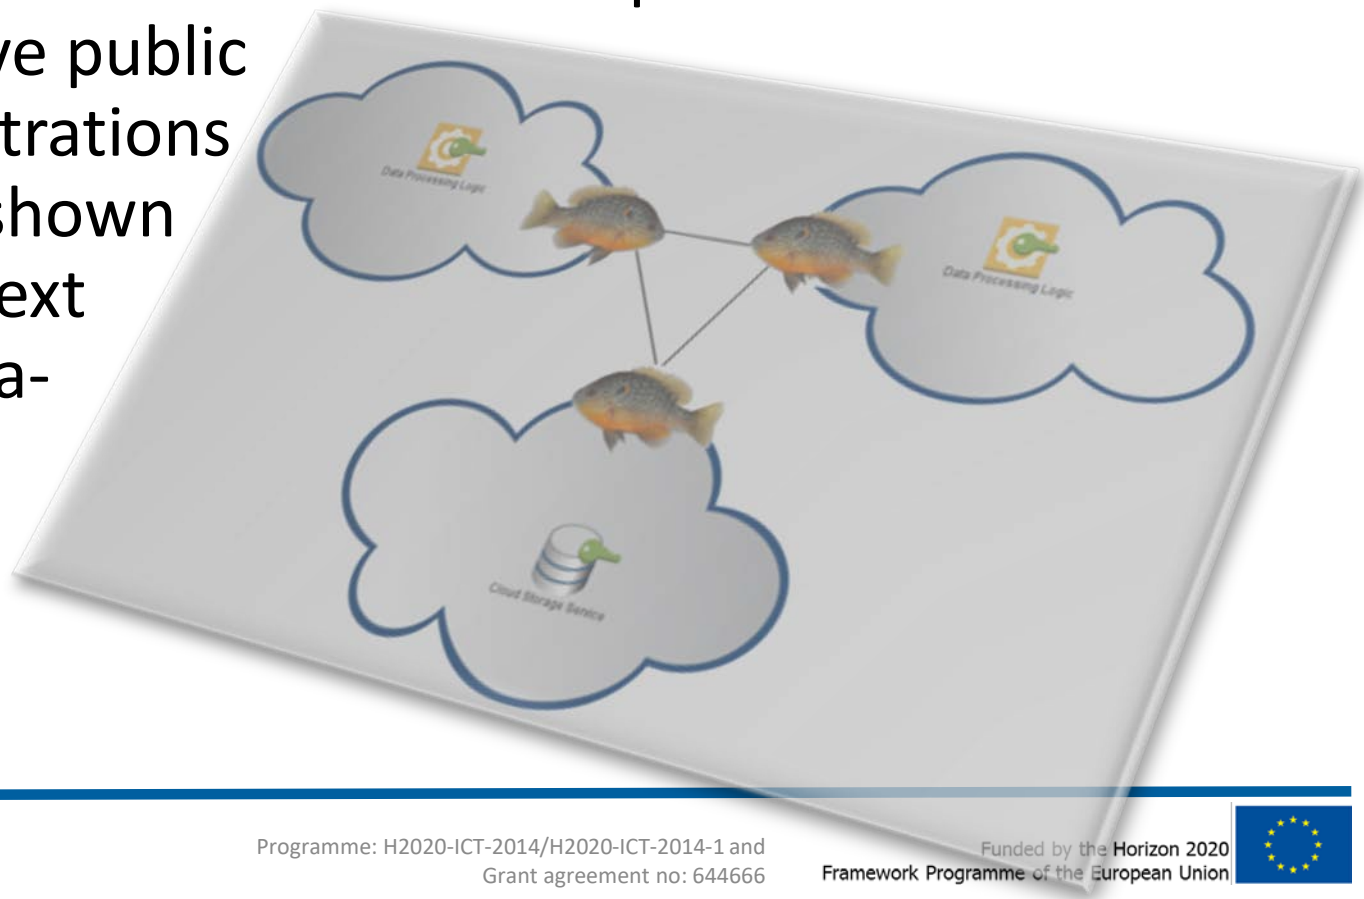 ve public
trations
shown
ext
a-
Data Processing Logic
Data Processing Logic
Cloud Storage Service
Programme: H2020-ICT-2014/H2020-ICT-2014-1 and
Grant agreement no: 644666
Funded by the Horizon 2020
Framework Programme of the European Union